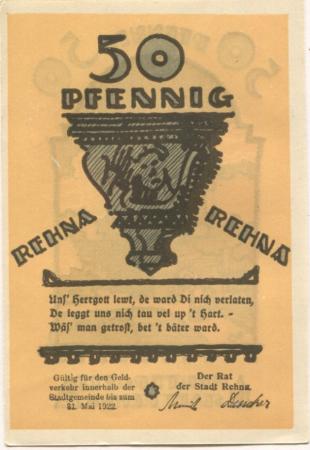 50
PFENNIG
REHNA
REHNA
Uns' Herrgott lewt, de ward Di nich verlaten,
De leggt uns nich tau vel up 't Hart. -
Wäs' man getrost, bet 't bäter ward.
Gültig für den Geld-
verkehr innerhalb der
Stadtgemeinde bis zum
31. Mai 1922.
Der Rat
der Stadt Rehna.